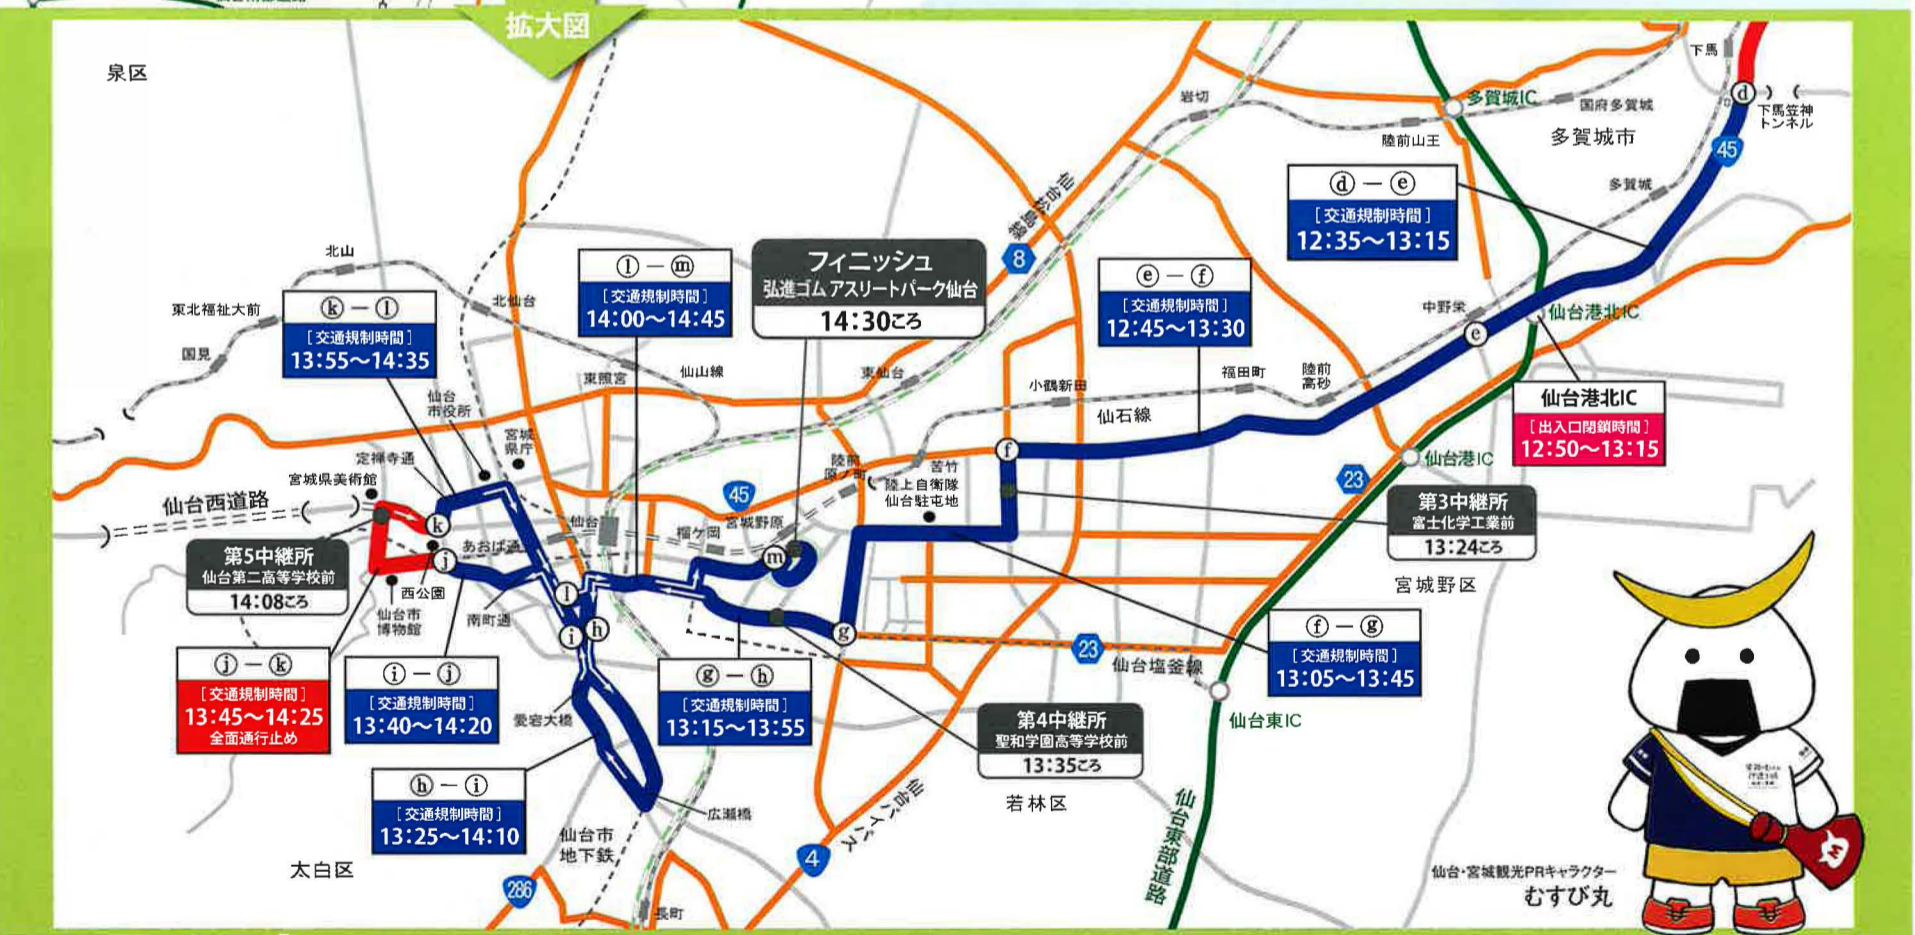 拡大図
泉区
下馬
d
下馬笠神
トンネル
45
多賀城IC
国府多賀城
岩切
陸前山王
多賀城市
多賀城
仙台松島線
8
ⓓ － ⓔ
[交通規制時間]
12:35～13:15
北山
東北福祉大前
北仙台
国見
ⓚ － ⓛ
[交通規制時間]
13:55～14:35
ⓛ － ⓜ
[交通規制時間]
14:00～14:45
フィニッシュ
弘進ゴム アスリートパーク仙台
14:30ころ
ⓔ － ⓕ
[交通規制時間]
12:45～13:30
中野栄
e
仙台港北IC
仙山線
東照宮
東仙台
小鶴新田
福田町
陸前
高砂
仙石線
仙台港北IC
[出入口閉鎖時間]
12:50～13:15
仙台
市役所
宮城
県庁
定禅寺通
宮城県美術館
仙台西道路
k
j
あおば通
仙台
45
榴ケ岡
宮城野原
陸前
原ノ町
苦竹
陸上自衛隊
仙台駐屯地
f
仙台港IC
23
第3中継所
富士化学工業前
13:24ころ
宮城野区
第5中継所
仙台第二高等学校前
14:08ころ
西公園
仙台市
博物館
南町通
l
i
h
m
g
23
仙台塩釜線
ⓕ － ⓖ
[交通規制時間]
13:05～13:45
ⓙ － ⓚ
[交通規制時間]
13:45～14:25
全面通行止め
ⓘ － ⓙ
[交通規制時間]
13:40～14:20
ⓖ － ⓗ
[交通規制時間]
13:15～13:55
愛宕大橋
第4中継所
聖和学園高等学校前
13:35ころ
仙台東IC
ⓗ － ⓘ
[交通規制時間]
13:25～14:10
広瀬橋
若林区
仙台市
地下鉄
仙台バイパス
4
仙台東部道路
太白区
286
長町
仙台・宮城観光PRキャラクター
むすび丸